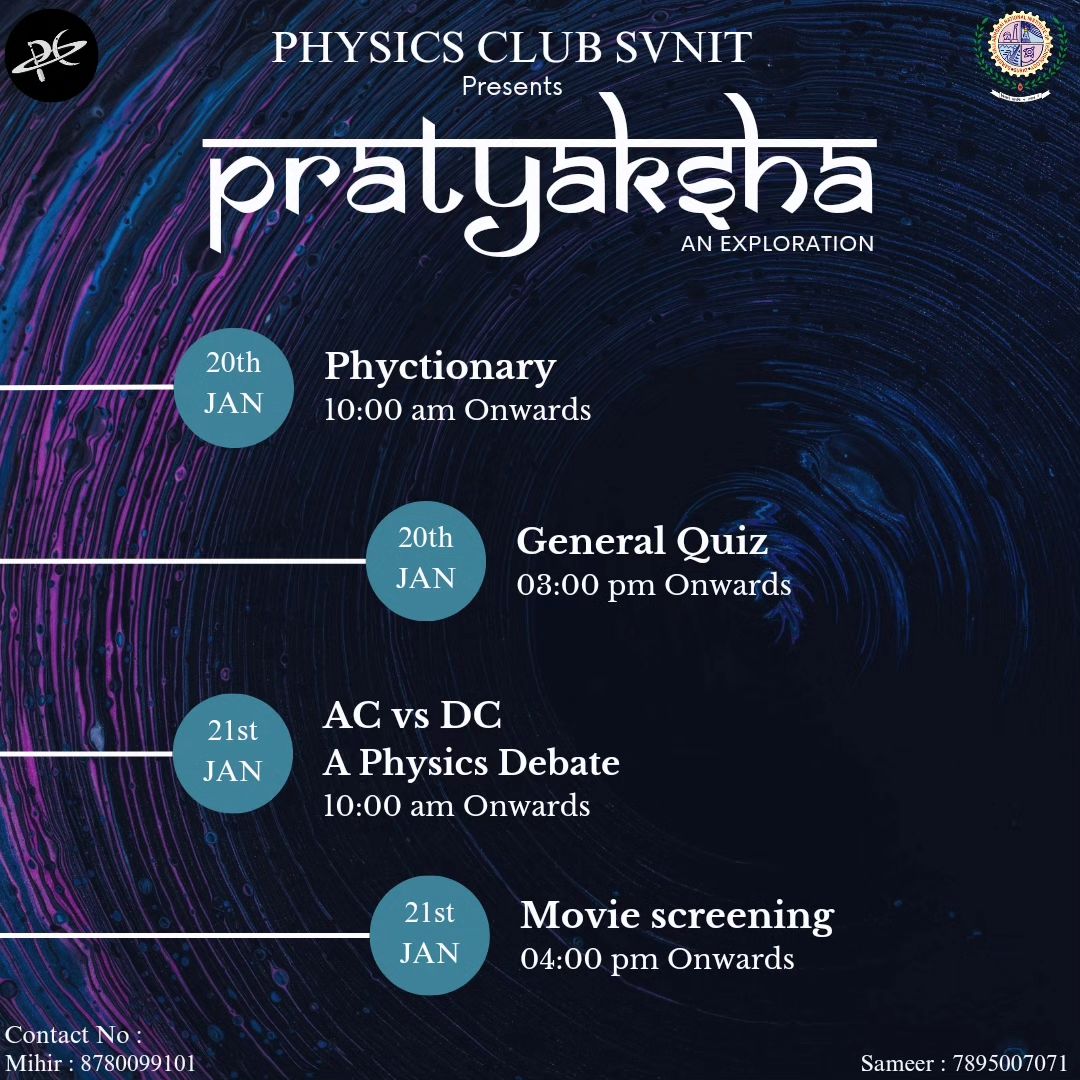 PHYSICS CLUB SVNIT
Presents
pratyaksha
AN EXPLORATION
20th
JAN
Phyctionary
10:00 am Onwards
20th
JAN
General Quiz
03:00 pm Onwards
21st
JAN
AC vs DC
A Physics Debate
10:00 am Onwards
21st
JAN
Movie screening
04:00 pm Onwards
Contact No :
Mihir : 8780099101
Sameer : 7895007071